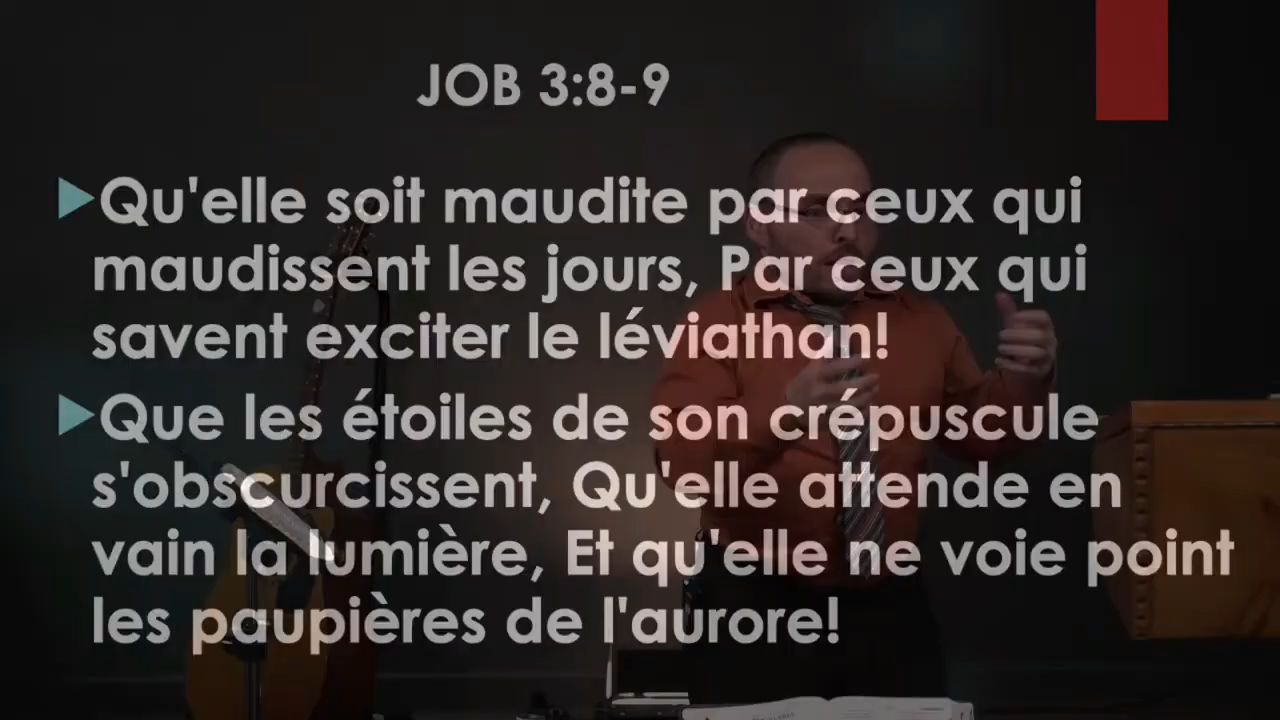 JOB 3:8-9
Qu'elle soit maudite par ceux qui
maudissent les jours, Par ceux qui
savent exciter le léviathan!
Que les étoiles de son crépuscule
s'obscurcissent, Qu'elle attende en
vain la lumière, Et qu'elle ne voie point
les paupières de l'aurore!